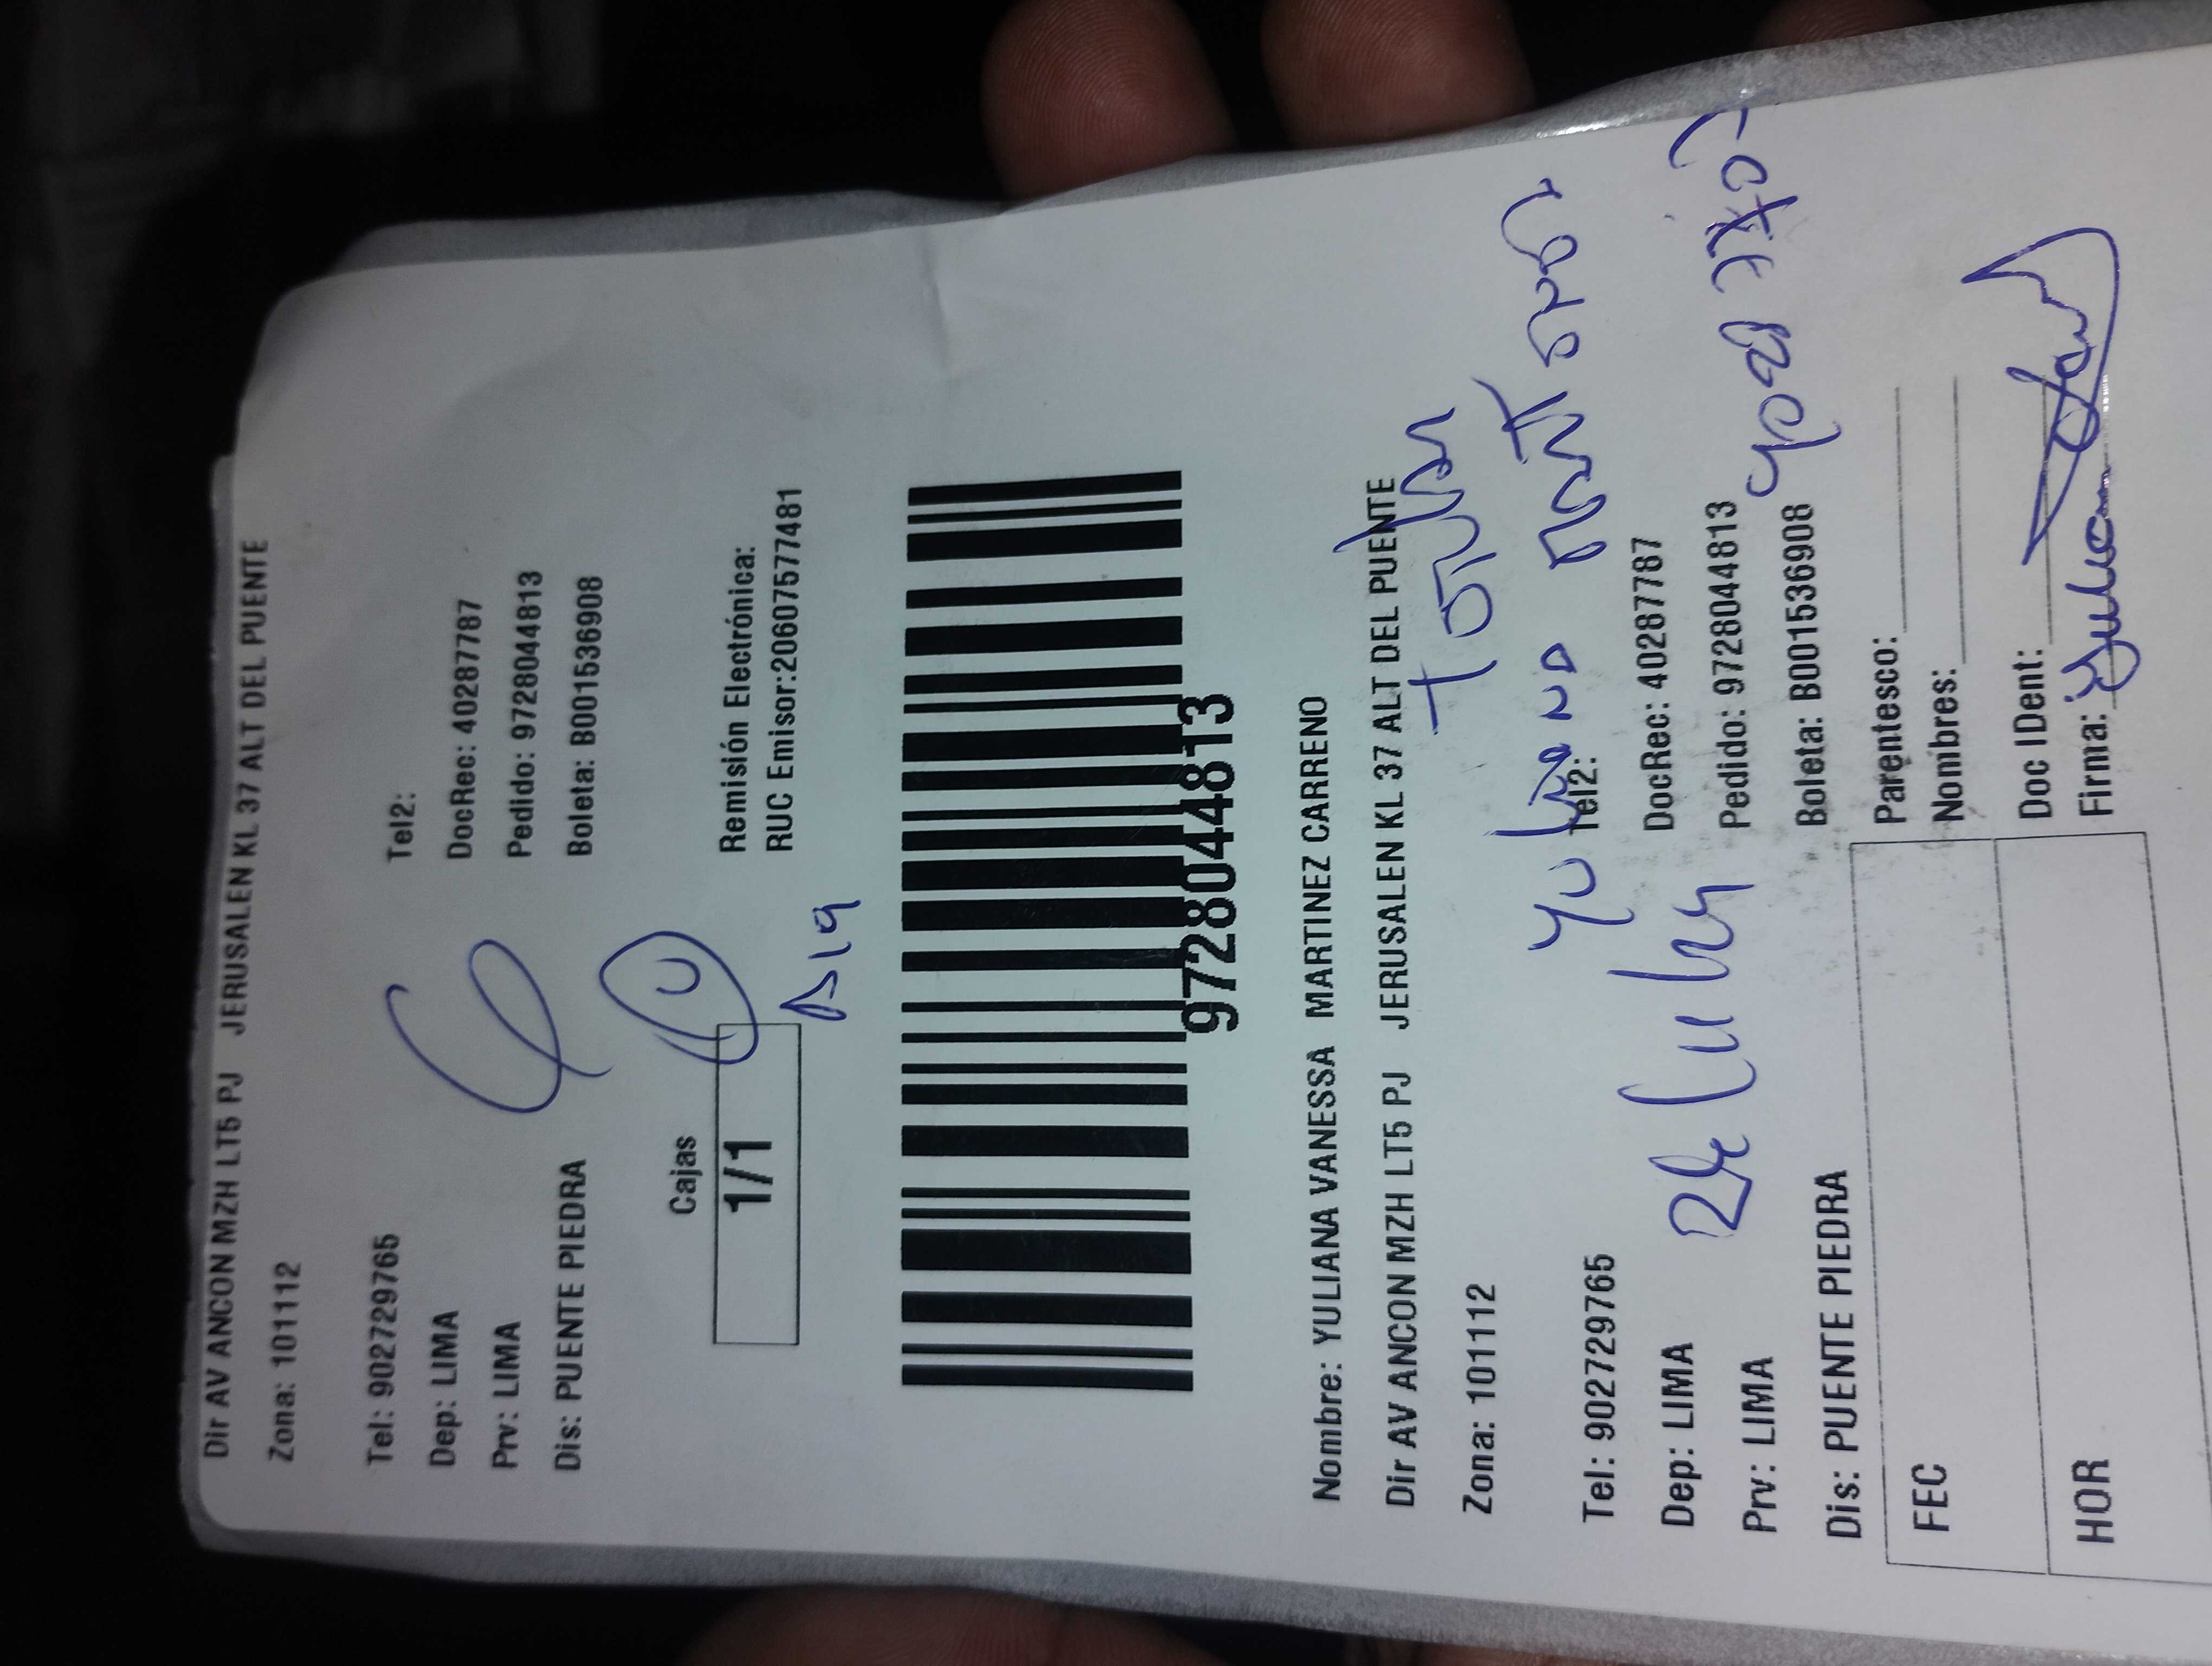 Dir AV ANCON MZH LT5 PJ JERUSALEN KL 37 ALT DEL PUENTE
Zona: 101112
Tel: 902729765 Tel2:
Dep: LIMA DocRec: 40287787
Prv: LIMA Pedido: 9728044813
Dis: PUENTE PIEDRA Boleta: B001536908
Cajas
1/1
Remisión Electrónica:
RUC Emisor:20607577481
9728044813
Nombre: YULIANA VANESSA MARTINEZ CARRENO
Dir AV ANCON MZH LT5 PJ JERUSALEN KL 37 ALT DEL PUENTE
Zona: 101112
Yuliana
Tel: 902729765 Tel2:
Dep: LIMA DocRec: 40287787
Prv: LIMA Pedido: 9728044813
Dis: PUENTE PIEDRA Boleta: B001536908
FEC Parentesco:
Nombres:
HOR Doc IDent:
Firma: